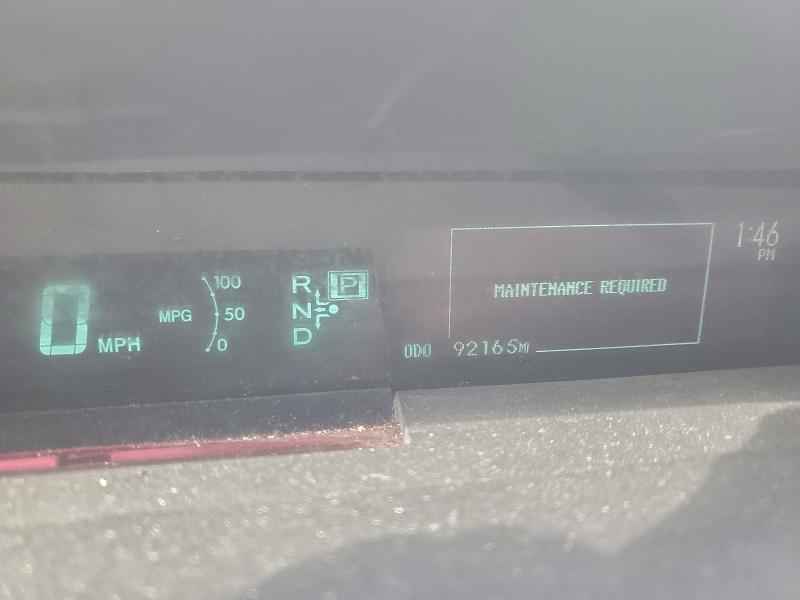 0 MPH
MPG
100
50
0
R
P
N
D
MAINTENANCE REQUIRED
ODO 92165MI
1:46
PM